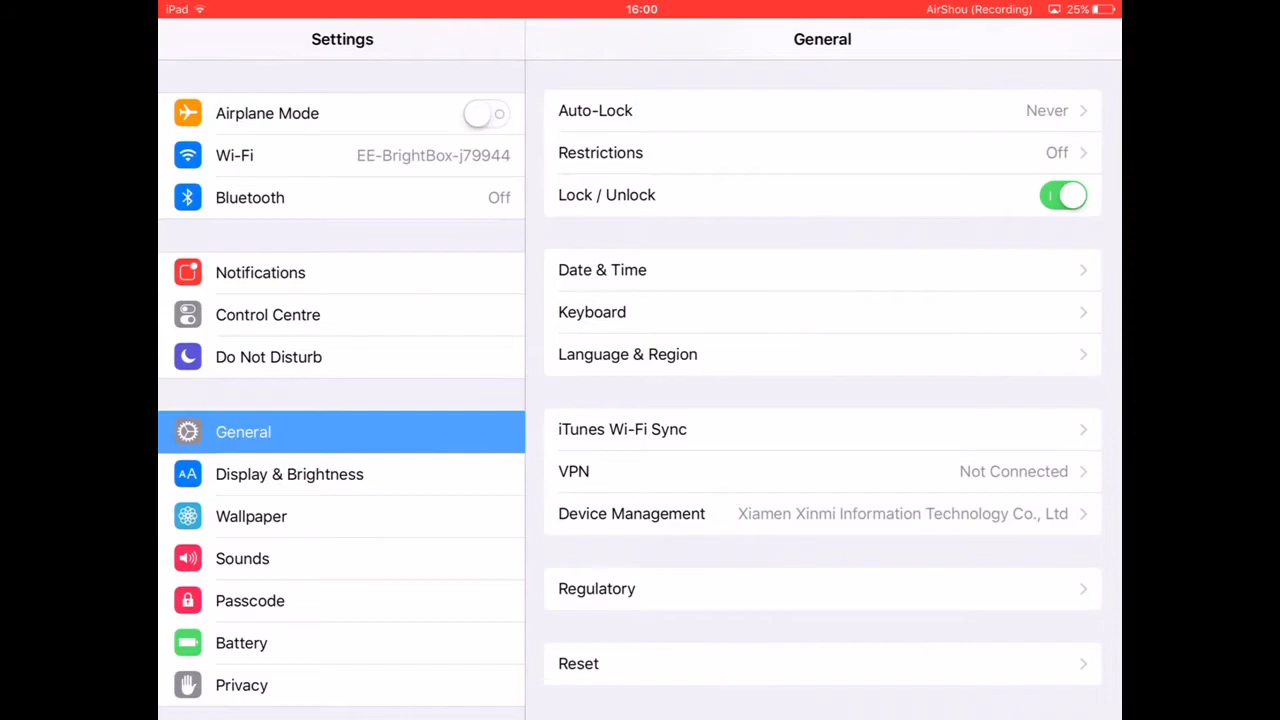 iPad 16:00 AirShou (Recording) 25%
Settings
Airplane Mode
Wi-Fi EE-BrightBox-j79944
Bluetooth Off
Notifications
Control Centre
Do Not Disturb
General
AA Display & Brightness
Wallpaper
Sounds
Passcode
Battery
Privacy
General
Auto-Lock Never
Restrictions Off
Lock / Unlock
Date & Time
Keyboard
Language & Region
iTunes Wi-Fi Sync
VPN Not Connected
Device Management Xiamen Xinmi Information Technology Co., Ltd
Regulatory
Reset